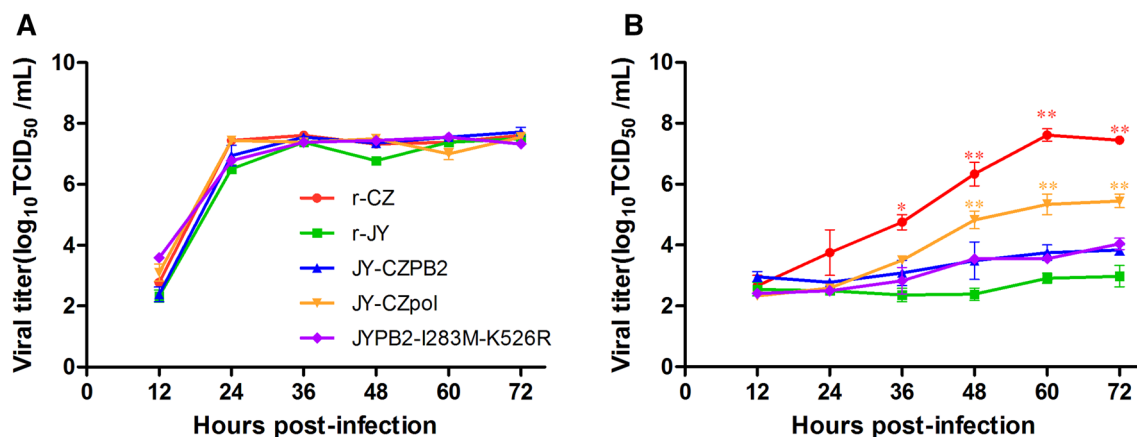 A
Viral titer(log10TCID50 /mL)
10
8
6
4
2
0
0 12 24 36 48 60 72
Hours post-infection
r-CZ
r-JY
JY-CZPB2
JY-CZpol
JYPB2-I283M-K526R
B
Viral titer(log10TCID50 /mL)
10
8
6
4
2
0
** **
**
*
** **
**
0 12 24 36 48 60 72
Hours post-infection